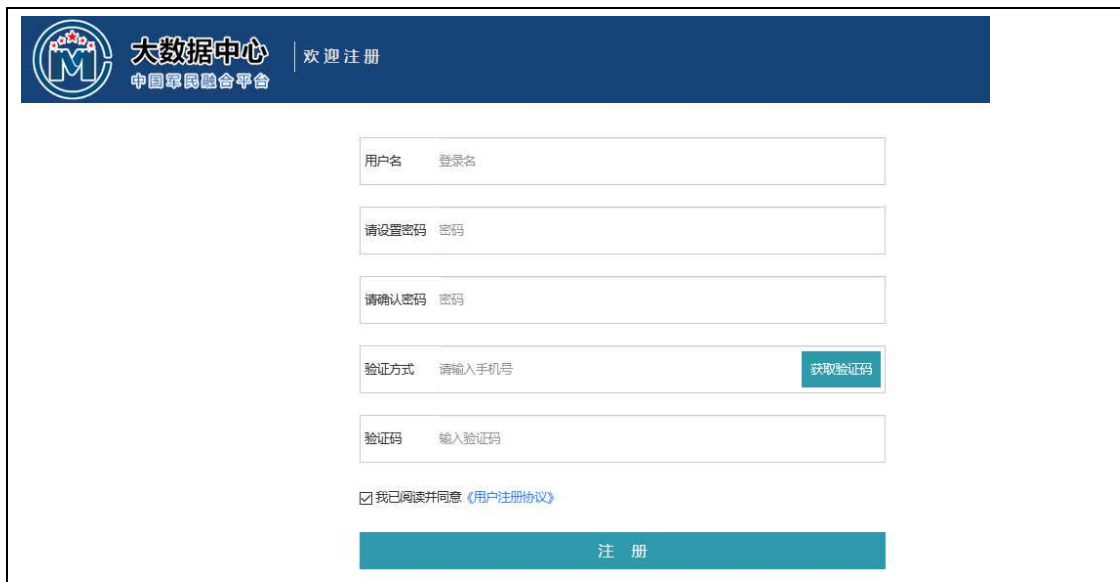 大数据中心
中国军民融合平台
欢迎注册
用户名 登录名
请设置密码 密码
请确认密码 密码
验证方式 请输入手机号 获取验证码
验证码 输入验证码
我已阅读并同意《用户注册协议》
注 册